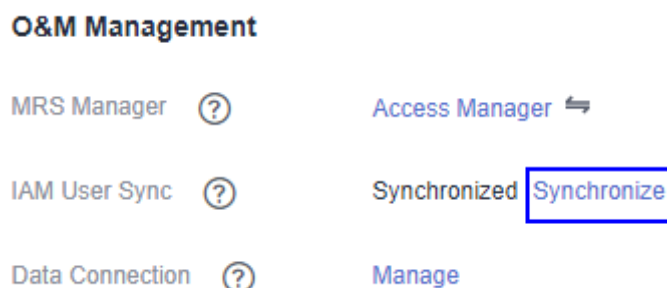 O&M Management
MRS Manager ? Access Manager
IAM User Sync ? Synchronized Synchronize
Data Connection ? Manage